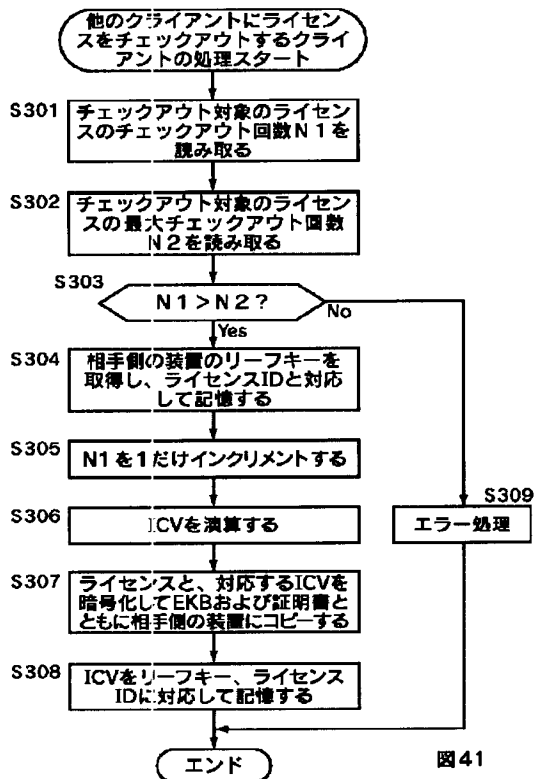 他のクライアントにライセン
スをチェックアウトするクライ
アントの処理スタート
S301
チェックアウト対象のライセン
スのチェックアウト回数N1を
読み取る
S302
チェックアウト対象のライセン
スの最大チェックアウト回数
N2を読み取る
S303
N1>N2?
No
Yes
S304
相手側の装置のリーフキーを
取得し、ライセンスIDと対応
して記憶する
S305
N1を1だけインクリメントする
S306
ICVを演算する
S309
エラー処理
S307
ライセンスと、対応するICVを
暗号化してEKBおよび証明書と
ともに相手側の装置にコピーする
S308
ICVをリーフキー、ライセンス
IDに対応して記憶する
エンド
図41